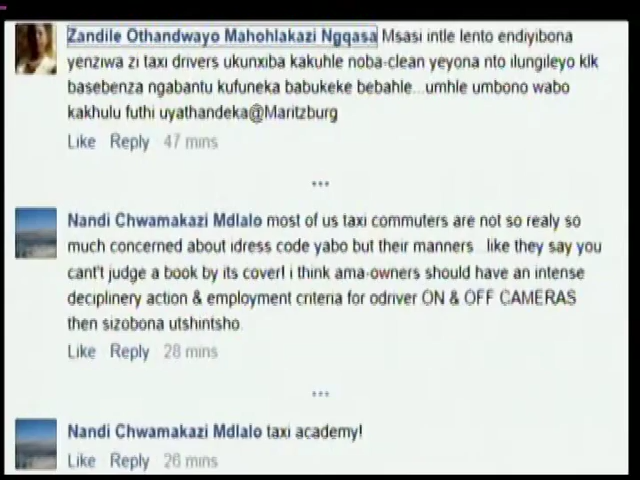 Zandile Othandwayo Mahohlakazi Ngqasa Msasi intle lento endiyibona
yenziwa zi taxi drivers ukunxiba kakuhle noba-clean yeyona nto ilungileyo klk
basebenza ngabantu kufuneka babukeke bebahle...umhle umbono wabo
kakhulu futhi uyathandeka@Maritzburg
Like Reply 47 mins
...
Nandi Chwamakazi Mdlalo most of us taxi commuters are not so realy so
much concerned about idress code yabo but their manners like they say you
cant't judge a book by its cover! i think ama-owners should have an intense
deciplinery action & employment criteria for odriver ON & OFF CAMERAS
then sizobona utshintsho.
Like Reply 28 mins
...
Nandi Chwamakazi Mdlalo taxi academy!
Like Reply 26 mins